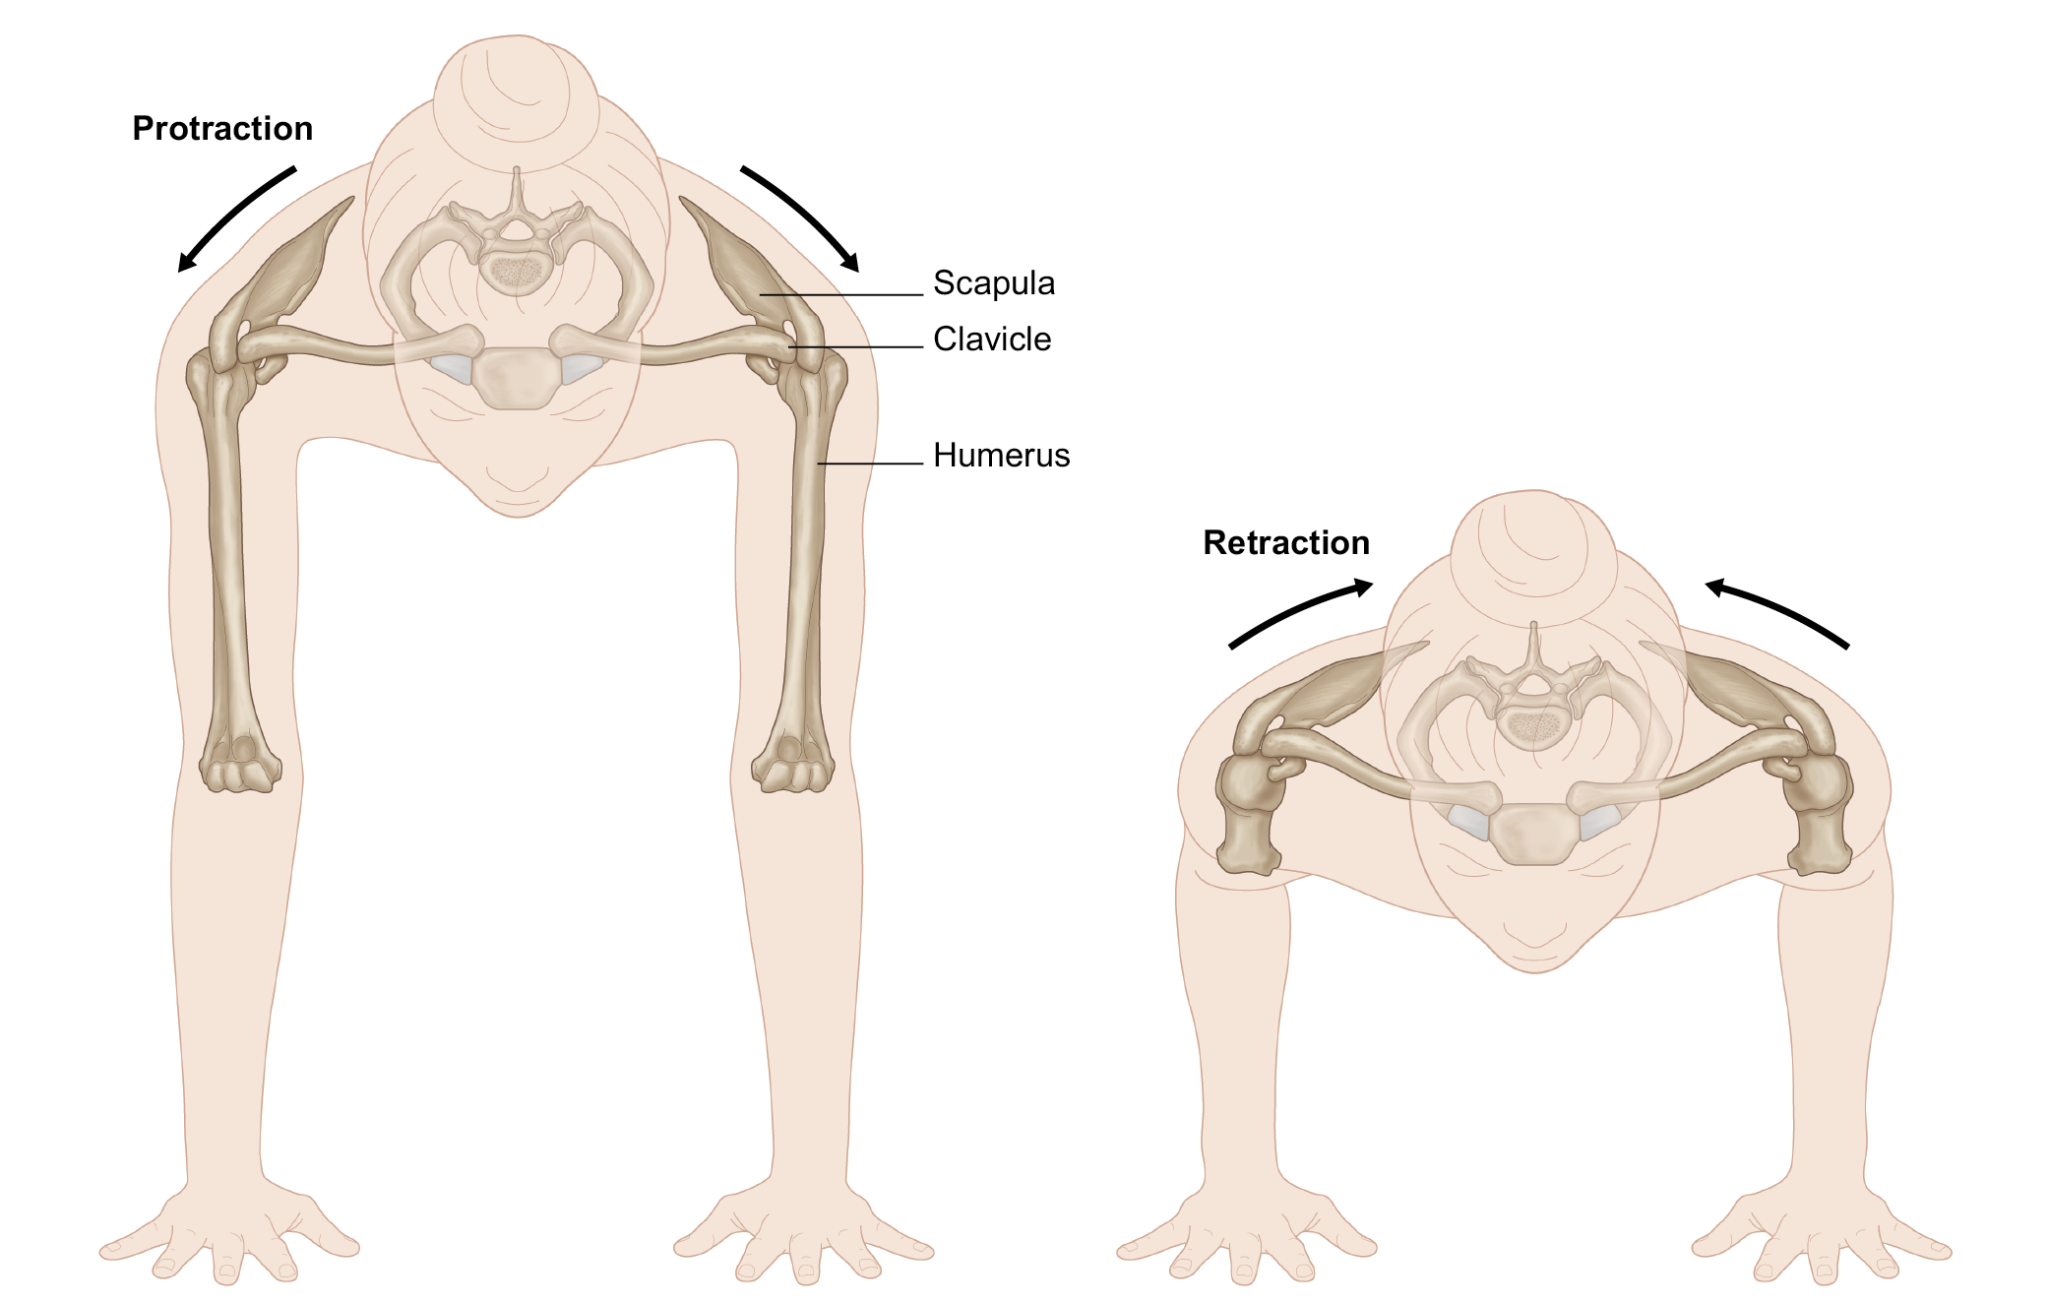 Protraction
Scapula
Clavicle
Humerus
Retraction